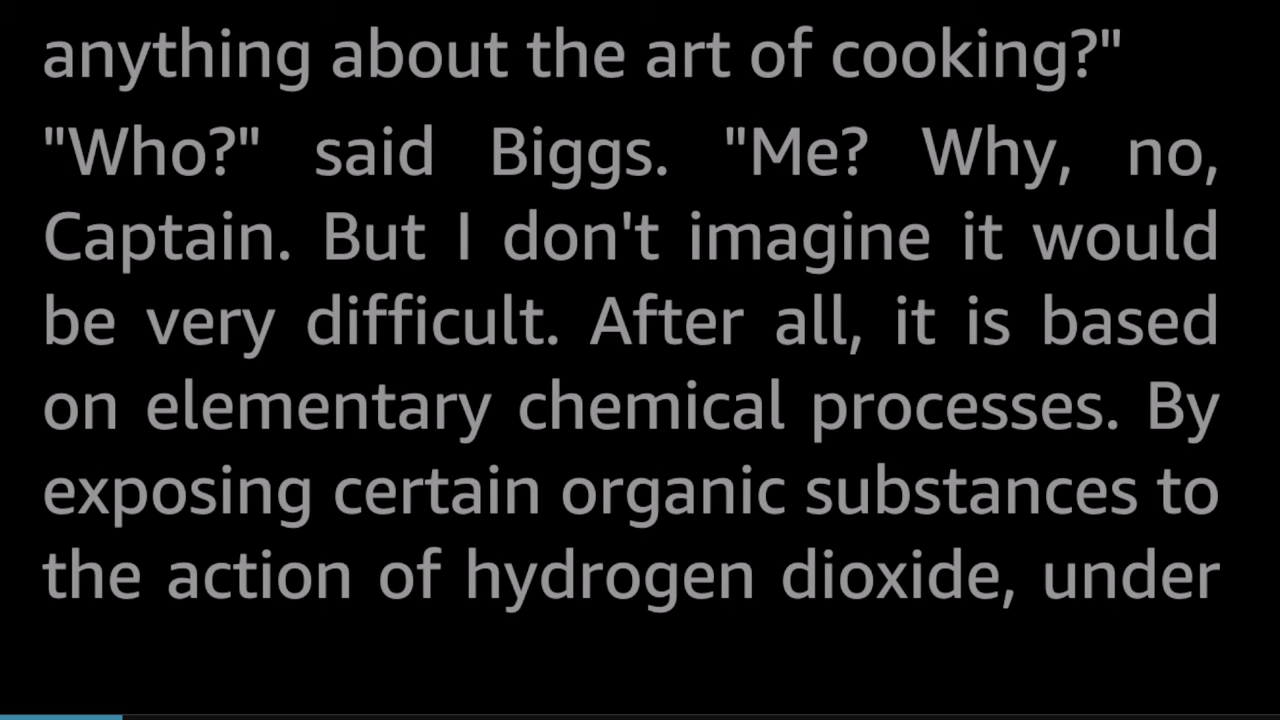 anything about the art of cooking?"
"Who?" said Biggs. "Me? Why, no,
Captain. But I don't imagine it would
be very difficult. After all, it is based
on elementary chemical processes. By
exposing certain organic substances to
the action of hydrogen dioxide, under